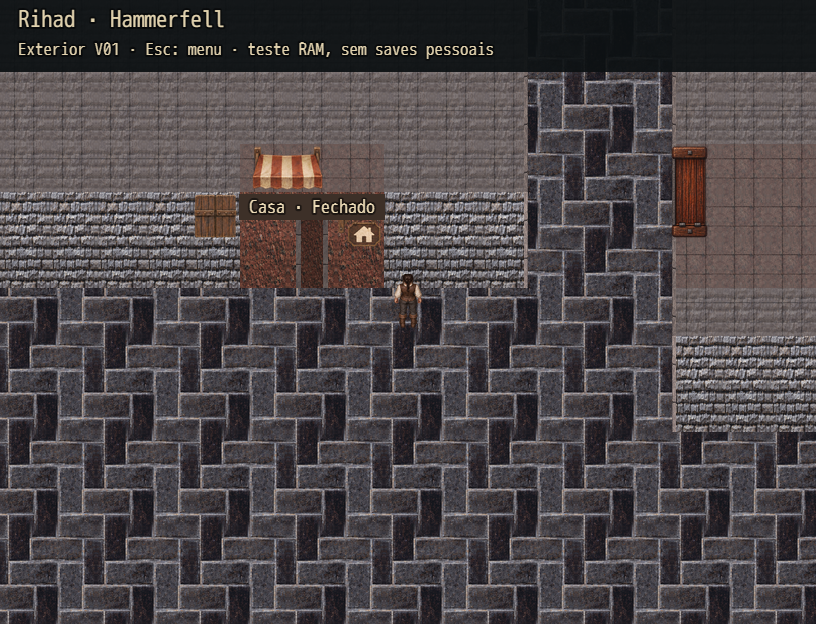 Rihad · Hammerfell
Exterior V01 · Esc: menu · teste RAM, sem saves pessoais
Casa · Fechado